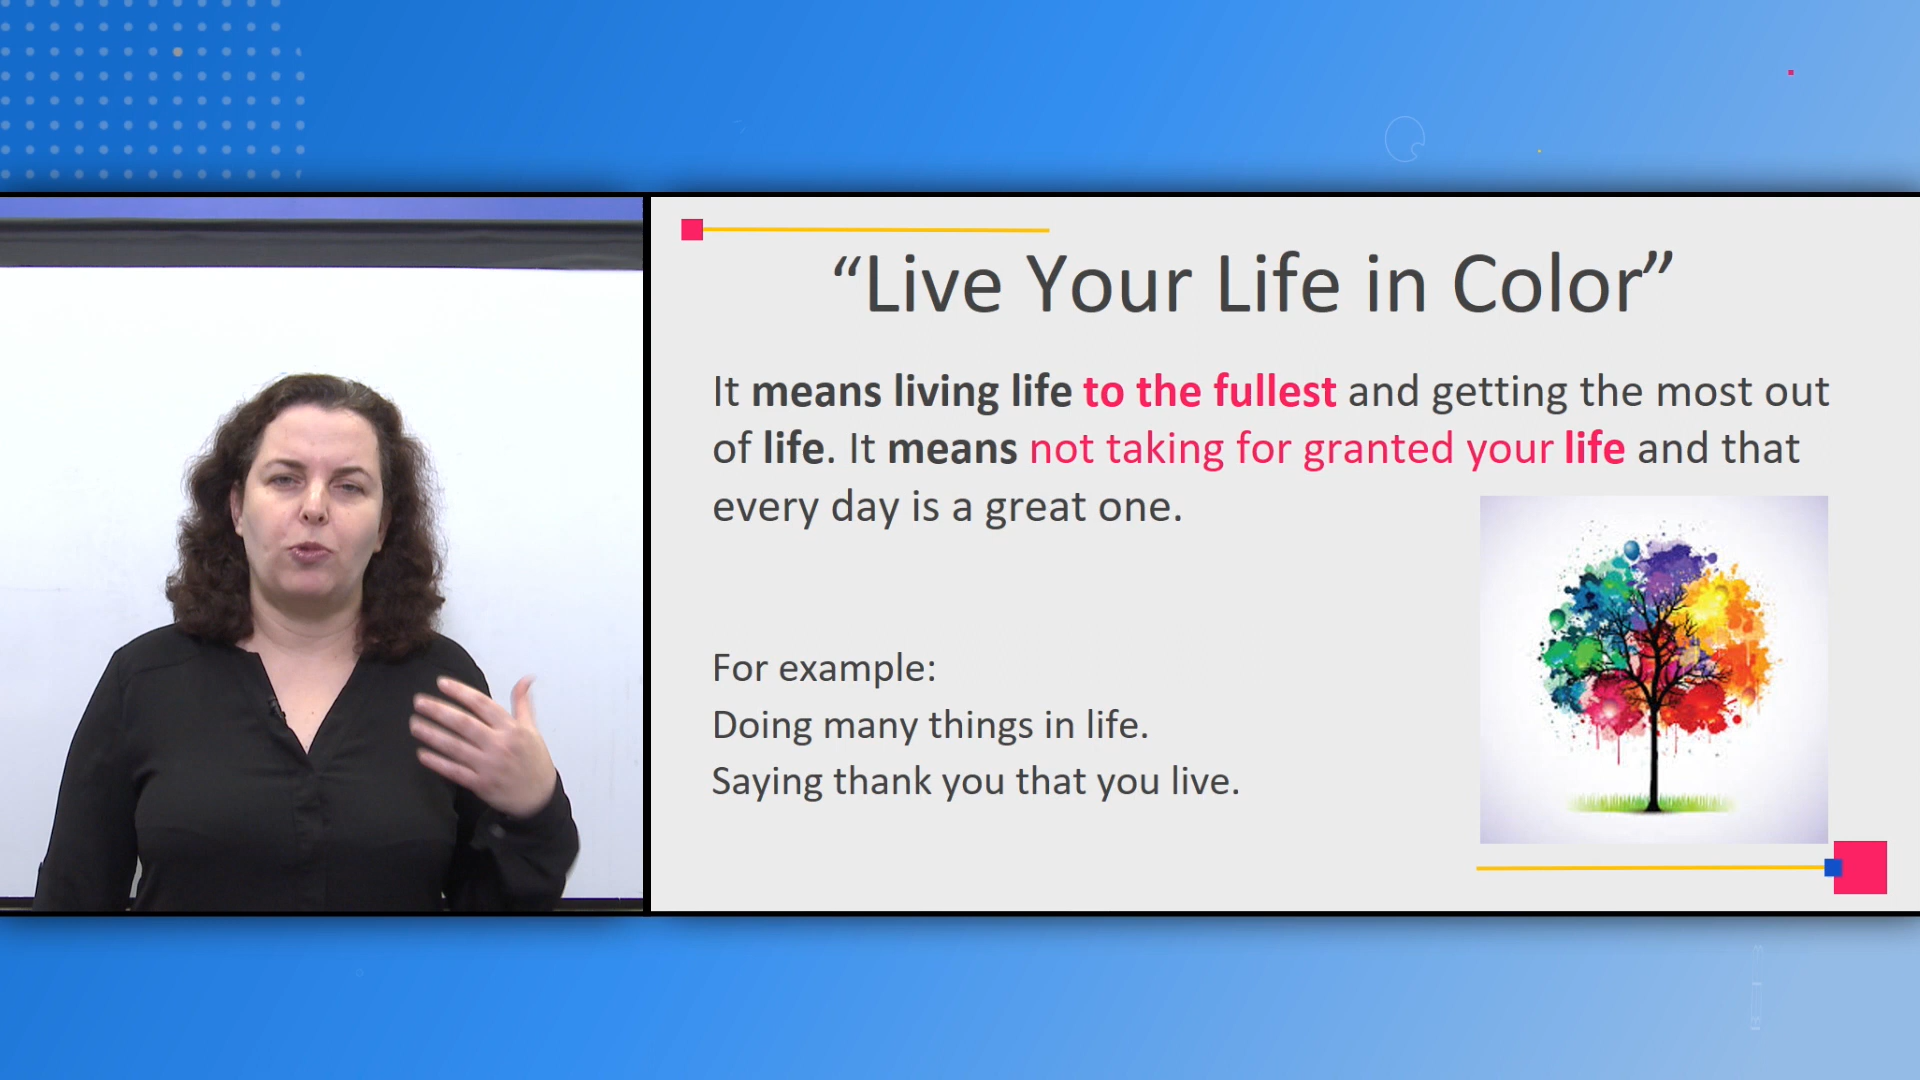 “Live Your Life in Color”
It means living life to the fullest and getting the most out
of life. It means not taking for granted your life and that
every day is a great one.
For example:
Doing many things in life.
Saying thank you that you live.